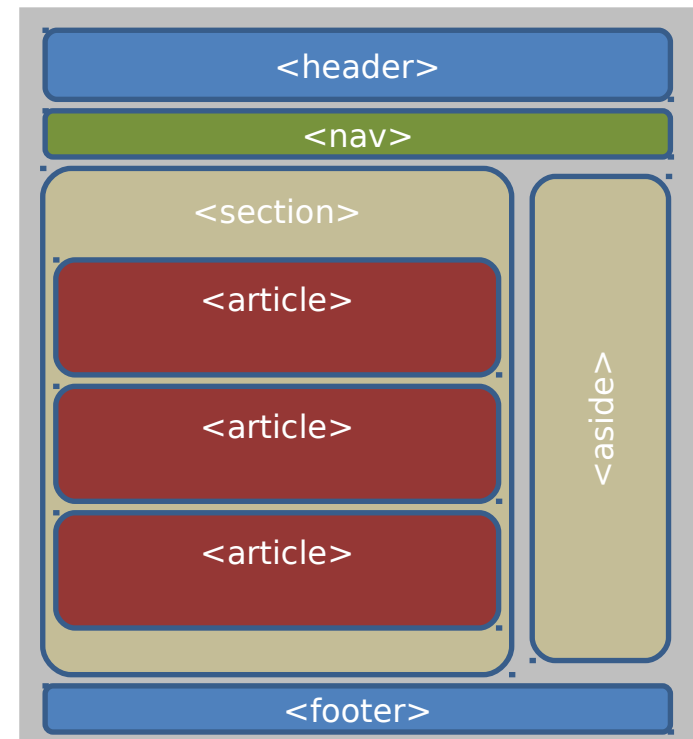 <header>
<nav>
<section>
<article>
<article>
<article>
<aside>
<footer>